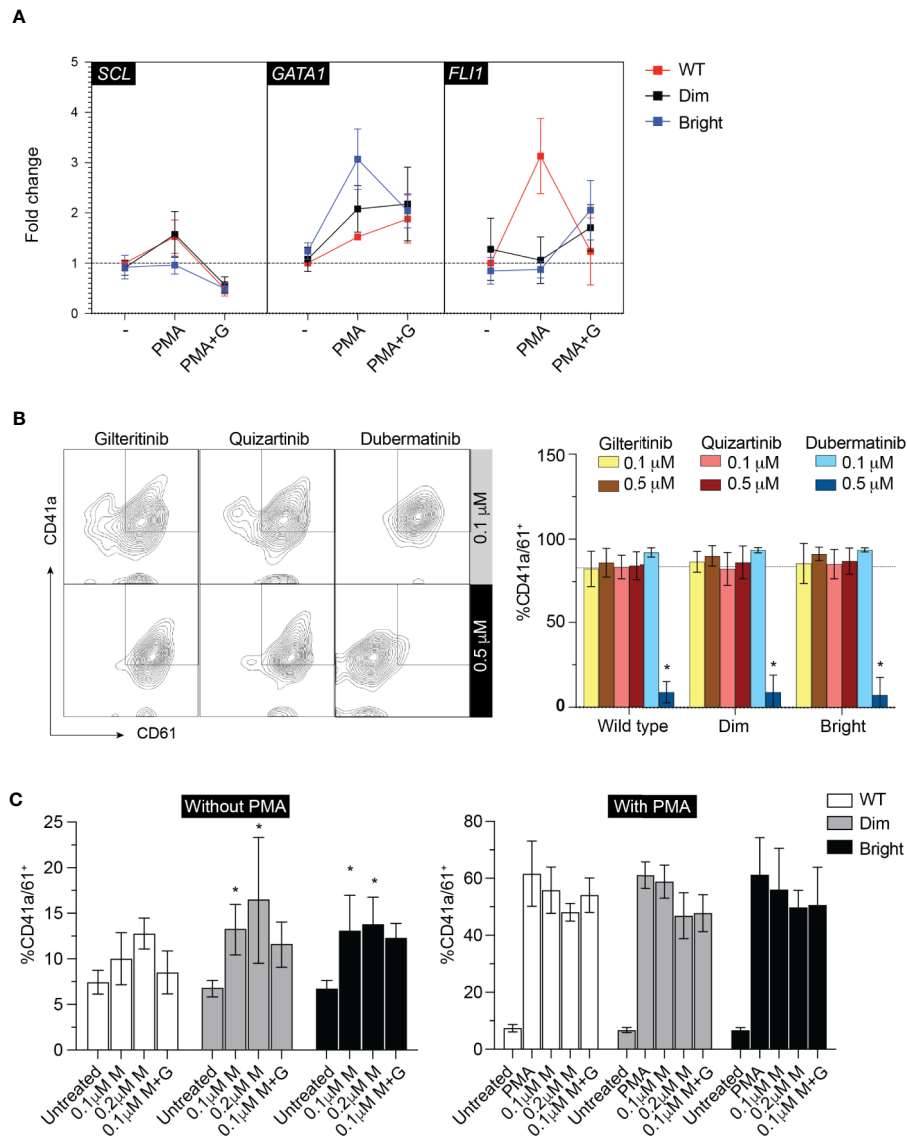 A
SCL
GATA1
FLI1
WT
Dim
Bright
Fold change
5
4
3
2
1
0
-
PMA
PMA+G
-
PMA
PMA+G
-
PMA
PMA+G
B
Gilteritinib
Quizartinib
Dubermatinib
CD41a
0.1 µM
0.5 µM
CD61
Gilteritinib
Quizartinib
Dubermatinib
0.1 µM
0.1 µM
0.1 µM
0.5 µM
0.5 µM
0.5 µM
%CD41a/61+
150
100
50
0
*
*
*
Wild type
Dim
Bright
C
Without PMA
%CD41a/61+
25
20
15
10
5
0
*
*
*
*
Untreated
0.1µM M
0.2µM M
0.1µM M+G
Untreated
0.1µM M
0.2µM M
0.1µM M+G
Untreated
0.1µM M
0.2µM M
0.1µM M+G
With PMA
WT
Dim
Bright
%CD41a/61+
80
60
40
20
0
Untreated
PMA
0.1µM M
0.2µM M
0.1µM M+G
Untreated
PMA
0.1µM M
0.2µM M
0.1µM M+G
Untreated
PMA
0.1µM M
0.2µM M
0.1µM M+G